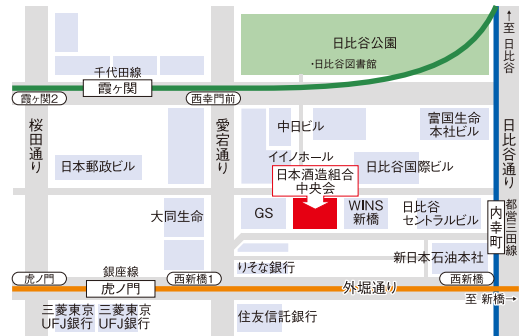 日比谷公園
・日比谷図書館
↑至 日比谷
千代田線
霞ヶ関
霞ヶ関2
西幸門前
桜田通り
愛宕通り
日比谷通り
中日ビル
富国生命
本社ビル
イイノホール
日本郵政ビル
日比谷国際ビル
日本酒造組合
中央会
大同生命
GS
WINS
新橋
日比谷
セントラルビル
内幸町
都営三田線
りそな銀行
新日本石油本社
虎ノ門
銀座線
虎ノ門
西新橋1
外堀通り
西新橋
至 新橋→
三菱東京
UFJ銀行
三菱東京
UFJ銀行
住友信託銀行